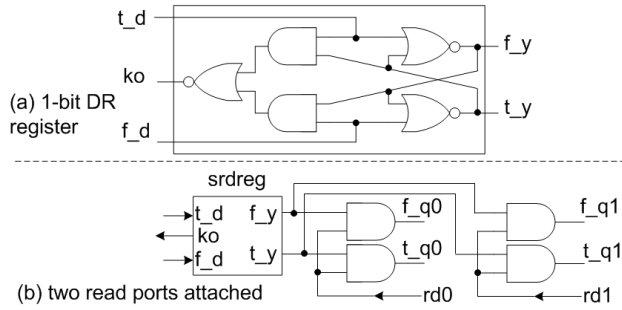 t_d
f_y
ko
(a) 1-bit DR
register
t_y
f_d
srdreg
t_d f_y
ko
f_d t_y
f_q0
t_q0
f_q1
t_q1
rd0
rd1
(b) two read ports attached